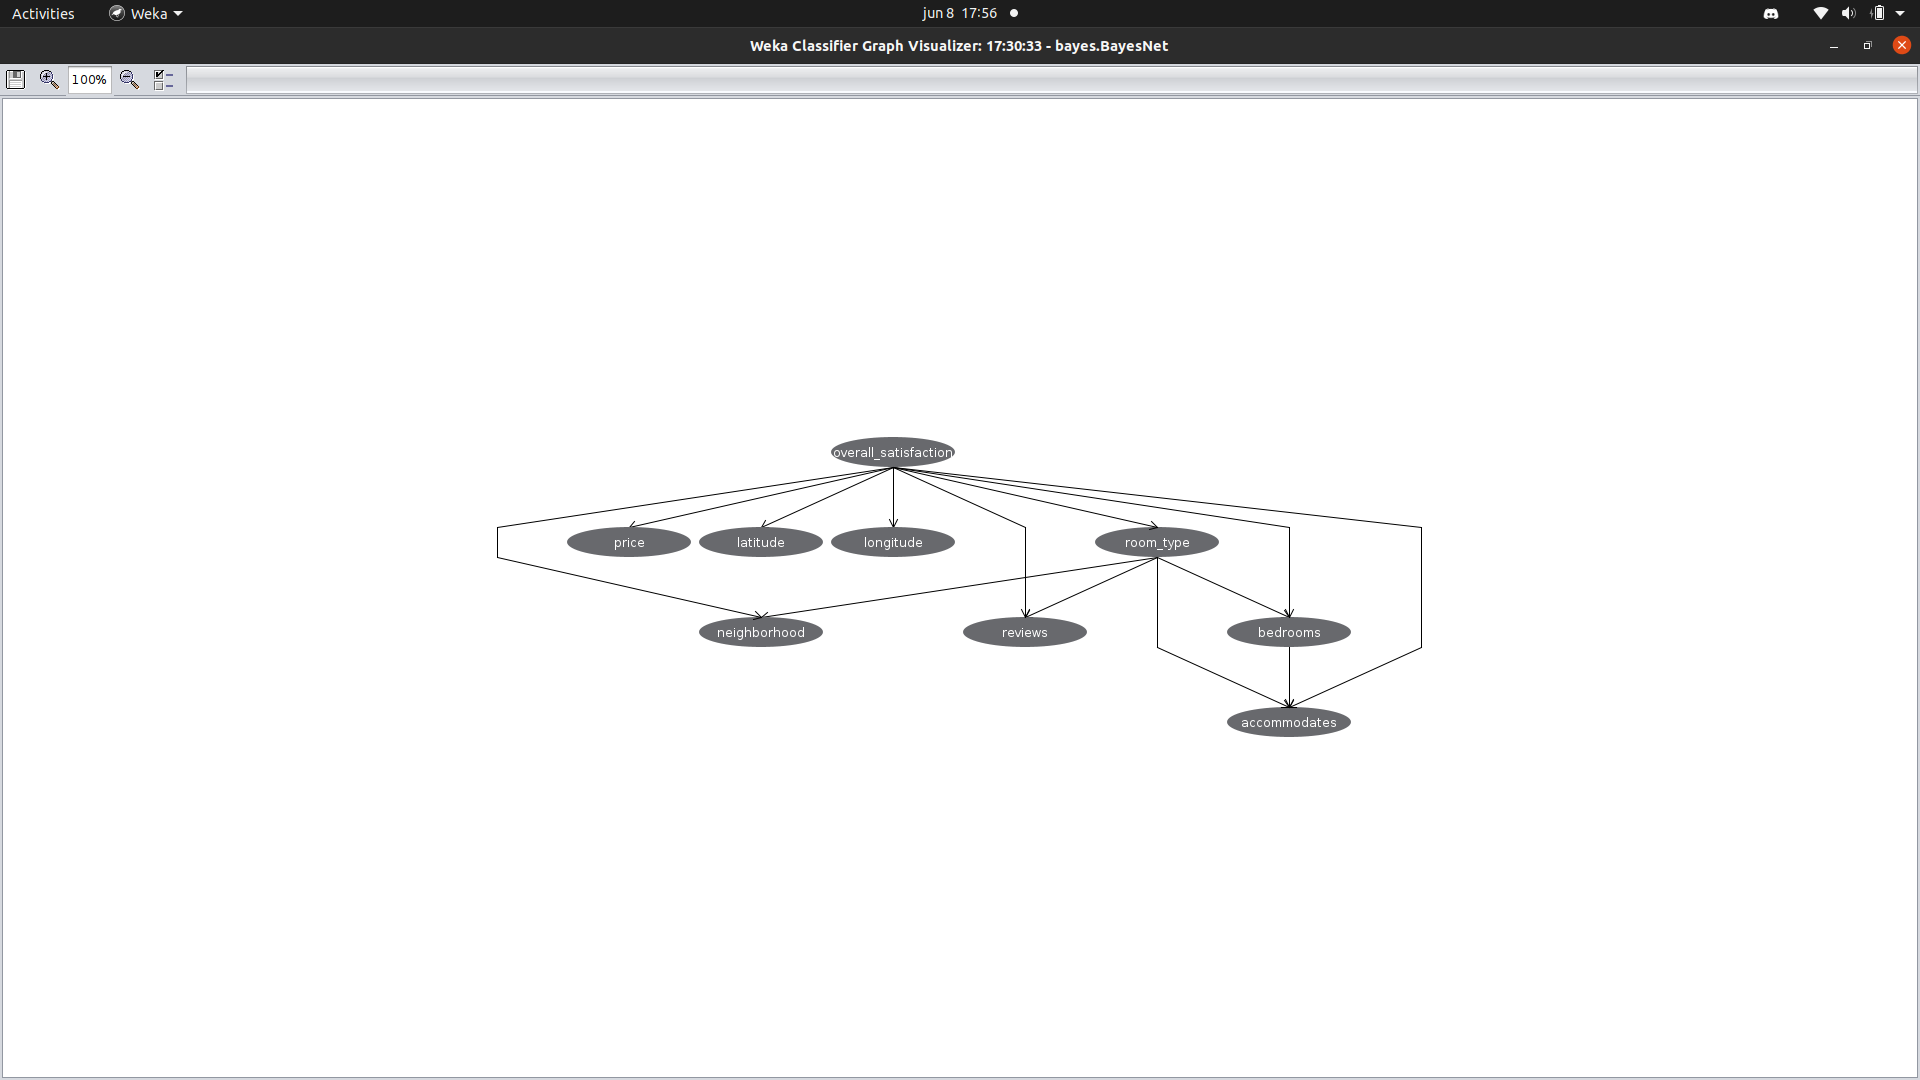 Activities Weka jun 8 17:56
Weka Classifier Graph Visualizer: 17:30:33 - bayes.BayesNet
100%
overall_satisfaction
price latitude longitude room_type
neighborhood reviews bedrooms
accommodates